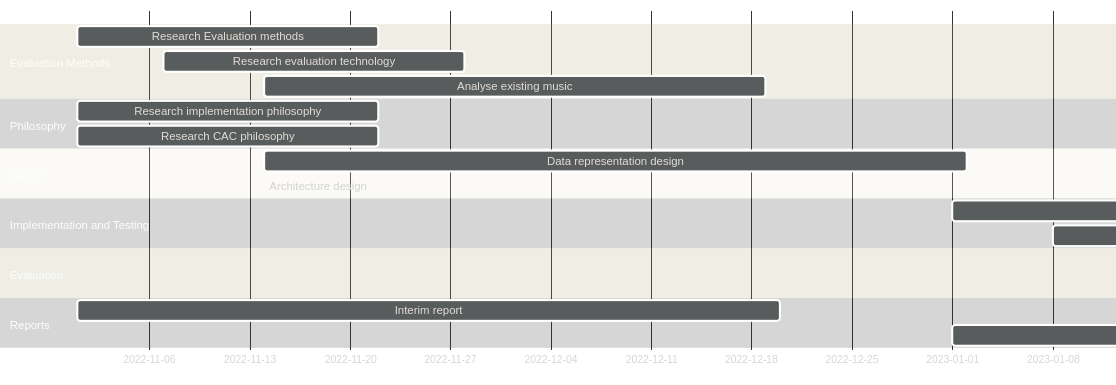 Research Evaluation methods
Research evaluation technology
Evaluation Methods
Analyse existing music
Research implementation philosophy
Philosophy
Research CAC philosophy
Data representation design
Architecture design
Implementation and Testing
Evaluation
Interim report
Reports
2022-11-06 2022-11-13 2022-11-20 2022-11-27 2022-12-04 2022-12-11 2022-12-18 2022-12-25 2023-01-01 2023-01-08